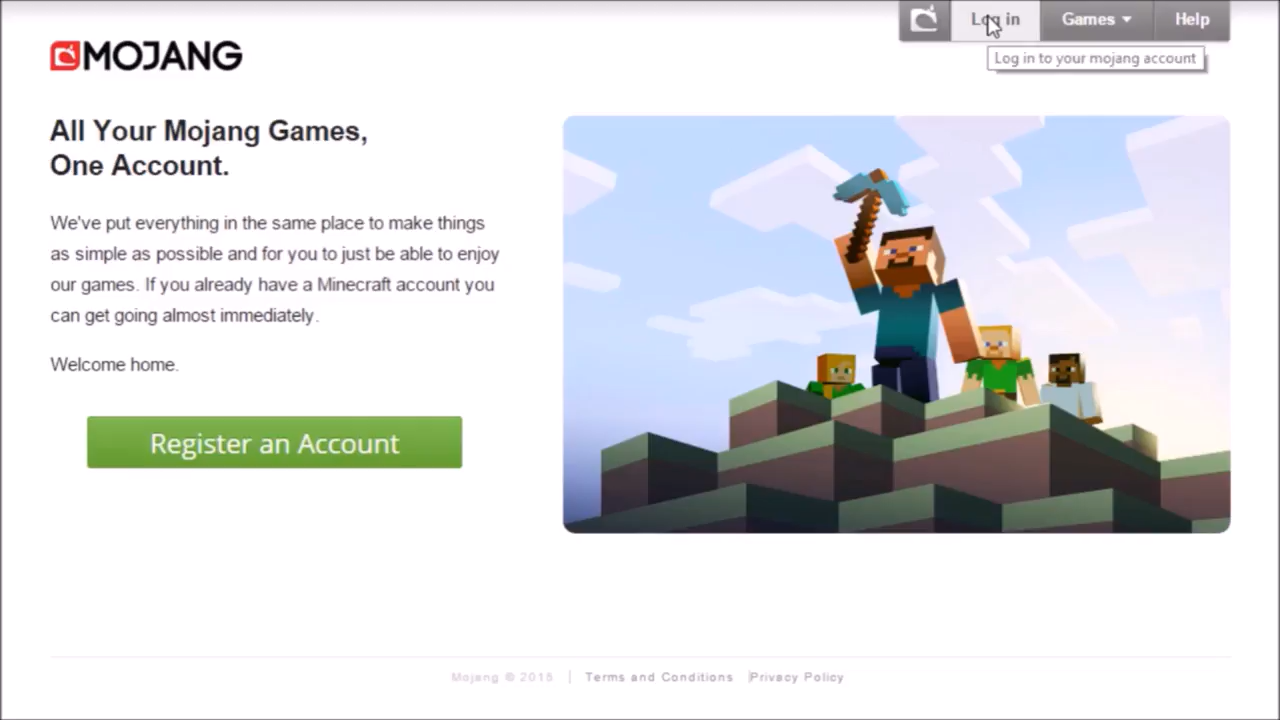 Log in
Games
Help
Log in to your mojang account
MOJANG
All Your Mojang Games,
One Account.
We've put everything in the same place to make things
as simple as possible and for you to just be able to enjoy
our games. If you already have a Minecraft account you
can get going almost immediately.
Welcome home.
Register an Account
Mojang © 2015 | Terms and Conditions | Privacy Policy